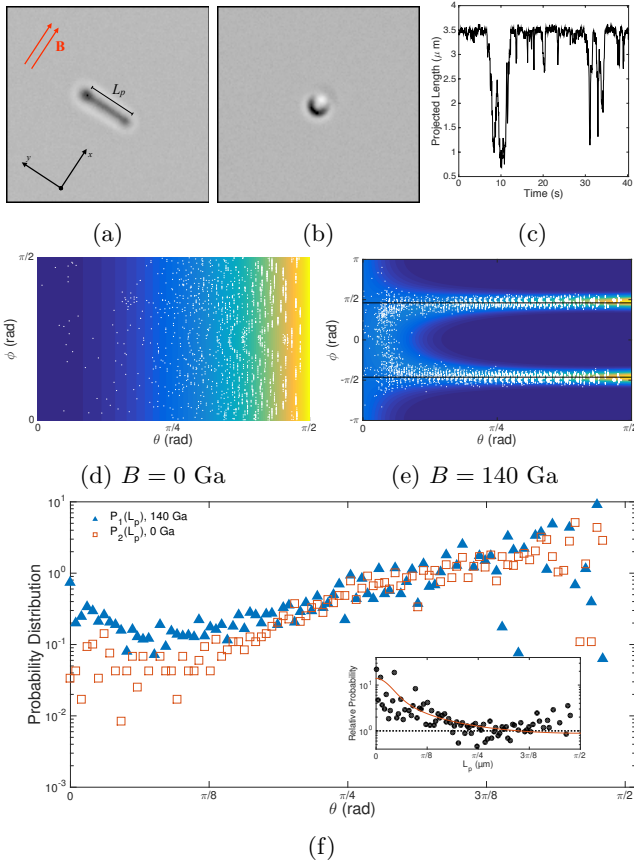 B
L_p
y
x
(a)
(b)
Projected Length (μ m)
4
3.5
3
2.5
2
1.5
1
0.5
0 10 20 30 40
Time (s)
(c)
π/2
ϕ (rad)
0
0 π/4 π/2
θ (rad)
(d) B = 0 Ga
π
π/2
ϕ (rad)
0
-π/2
-π
0 π/4 π/2
θ (rad)
(e) B = 140 Ga
10^1
P_1(L_p), 140 Ga
P_2(L_p), 0 Ga
10^0
Probability Distribution
10^-1
10^-2
10^-3
Relative Probability
10^1
10^0
0 π/8 π/4 3π/8 π/2
L_p (μm)
0 π/8 π/4 3π/8 π/2
θ (rad)
(f)